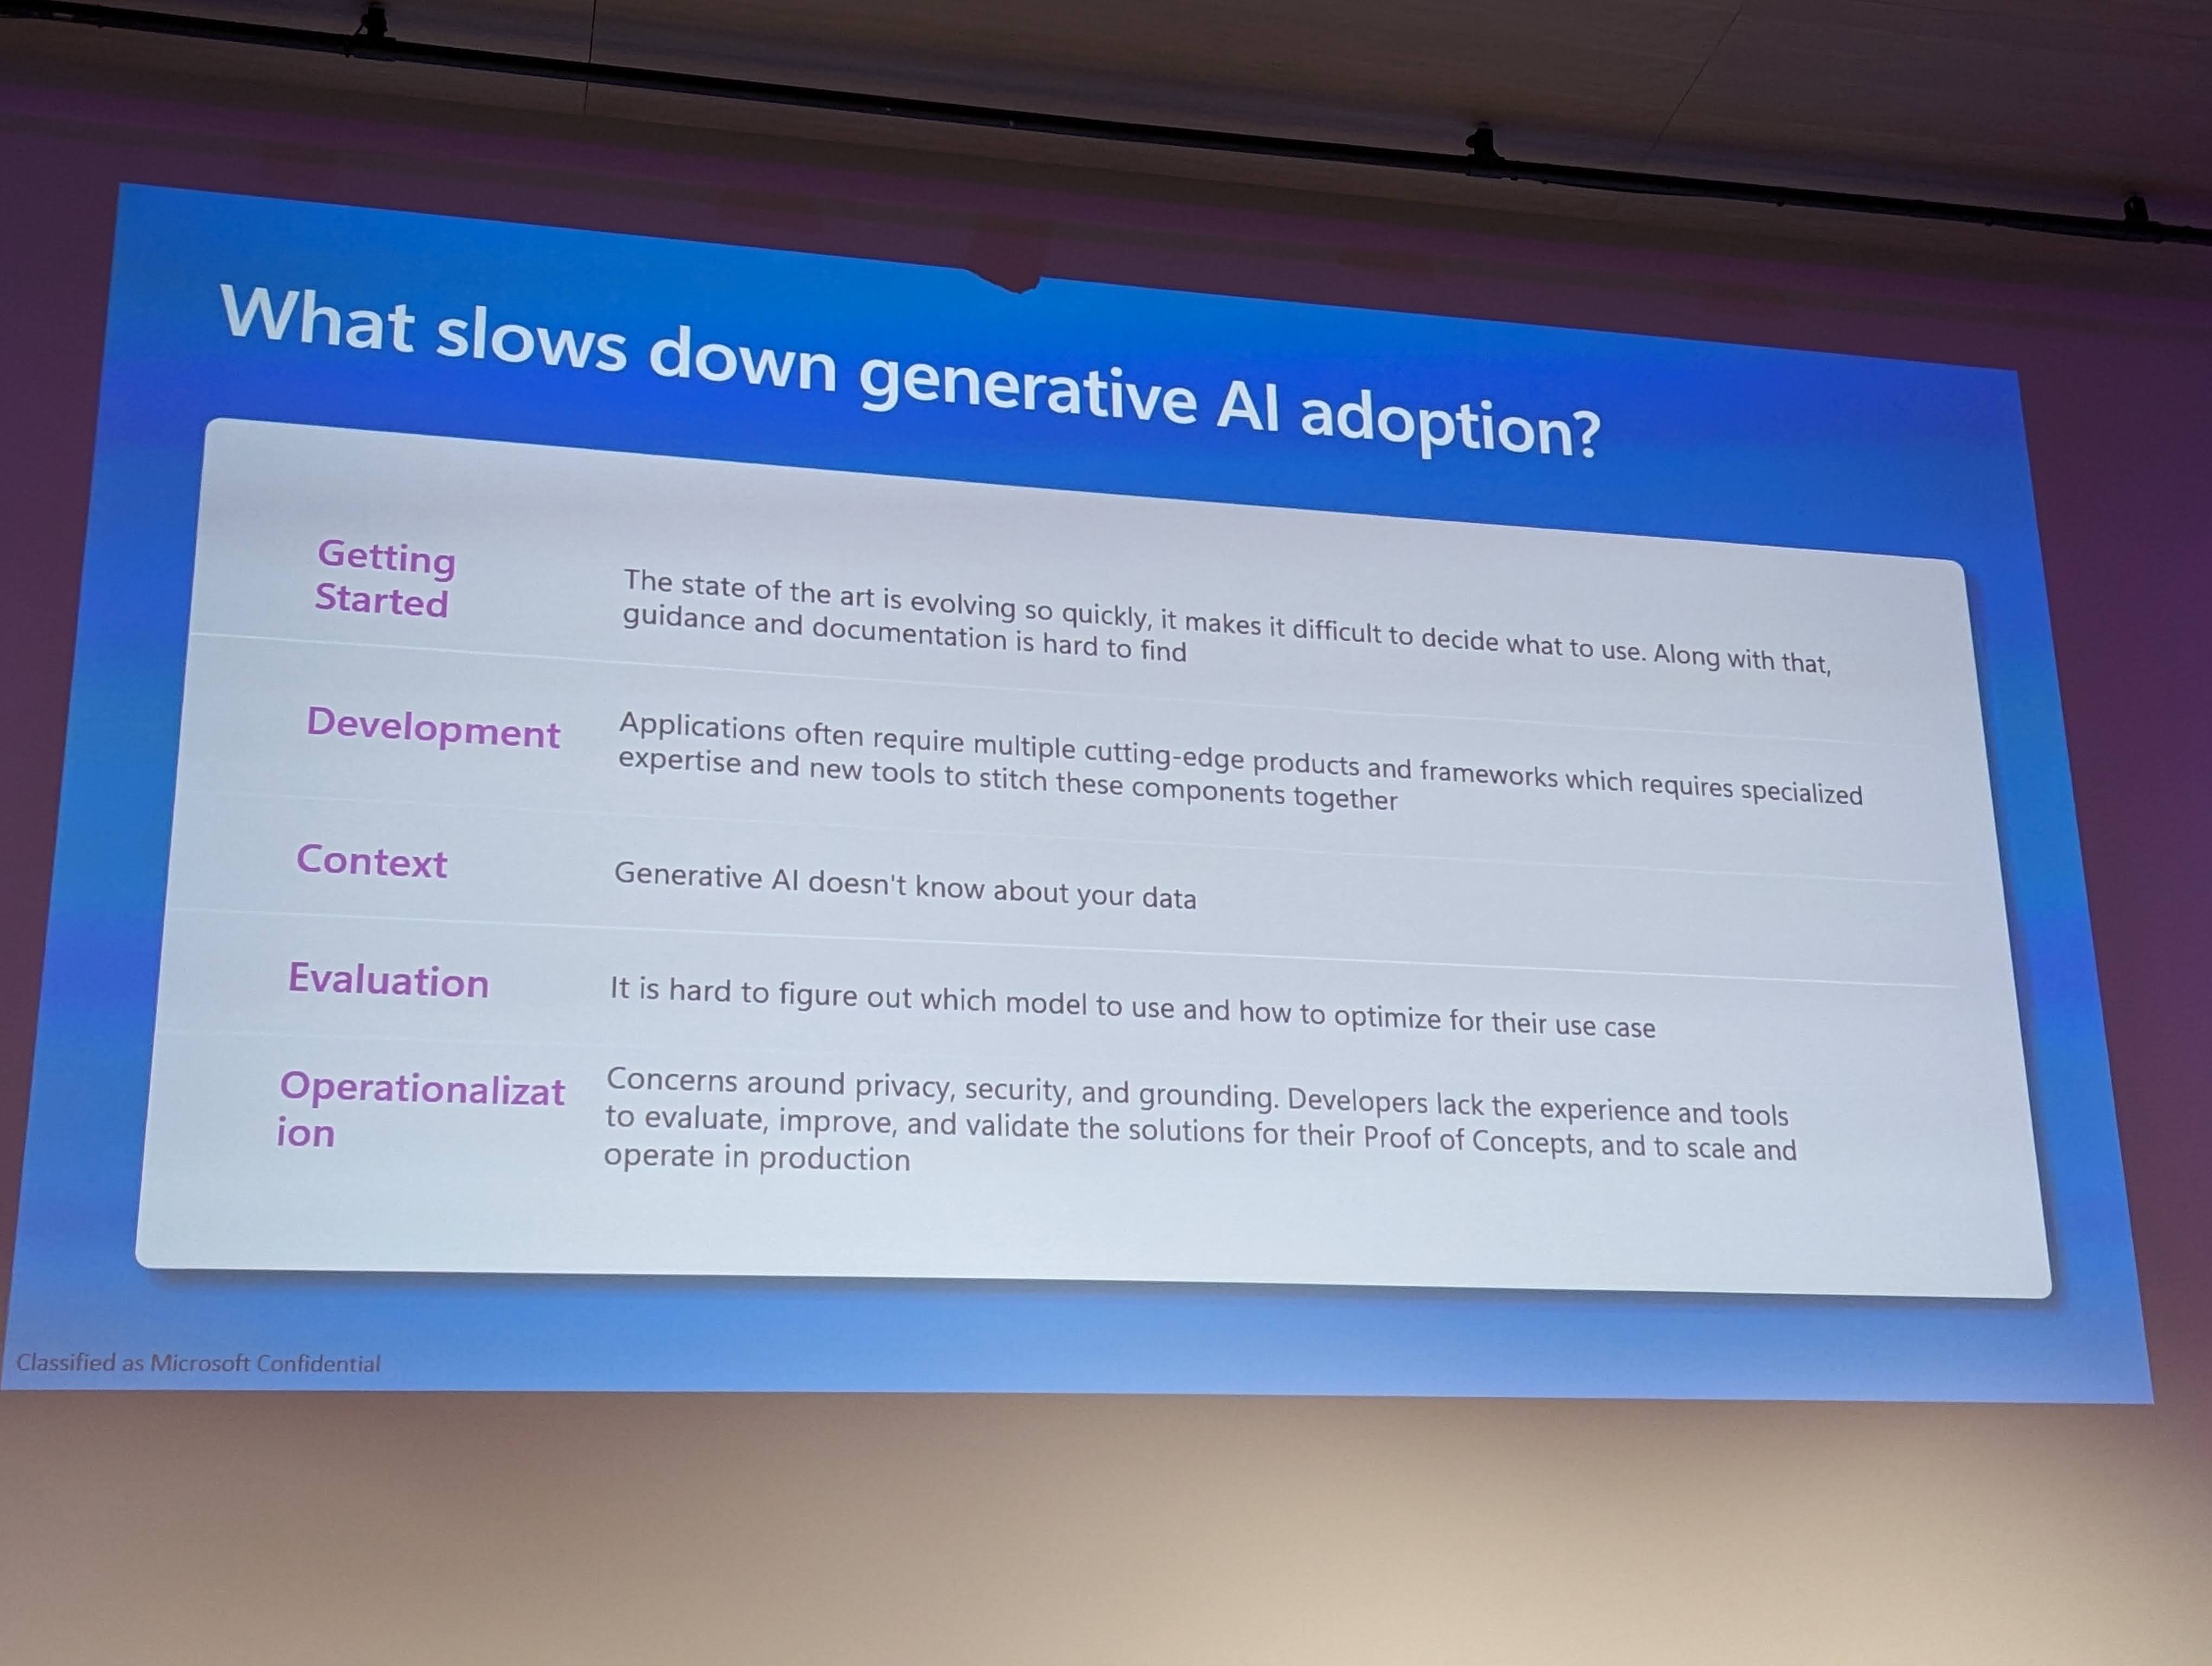 What slows down generative AI adoption?
Getting
Started
The state of the art is evolving so quickly, it makes it difficult to decide what to use. Along with that,
guidance and documentation is hard to find
Development
Applications often require multiple cutting-edge products and frameworks which requires specialized
expertise and new tools to stitch these components together
Context
Generative AI doesn't know about your data
Evaluation
It is hard to figure out which model to use and how to optimize for their use case
Operationalizat
ion
Concerns around privacy, security, and grounding. Developers lack the experience and tools
to evaluate, improve, and validate the solutions for their Proof of Concepts, and to scale and
operate in production
Classified as Microsoft Confidential